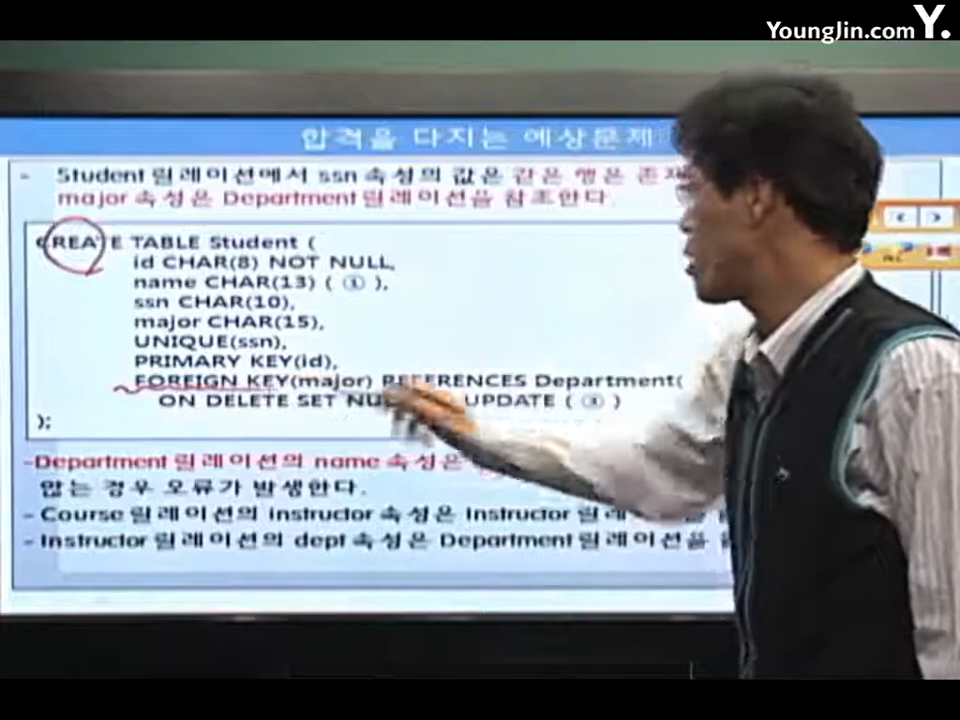 YoungJin.com Y.
합격을 다지는 예상문제
- Student 릴레이션에서 ssn 속성의 값은 같은 행은 존재
major 속성은 Department 릴레이션을 참조한다.
CREATE TABLE Student (
id CHAR(8) NOT NULL,
name CHAR(13) ( ① ),
ssn CHAR(10),
major CHAR(15),
UNIQUE(ssn),
PRIMARY KEY(id),
FOREIGN KEY(major) REFERENCES Department(
ON DELETE SET UPDATE ( ③ )
);
-Department 릴레이션의 name 속성은
않는 경우 오류가 발생한다.
- Course 릴레이션의 instructor 속성은 Instructor
- Instructor 릴레이션의 dept 속성은 Department 릴레이션을